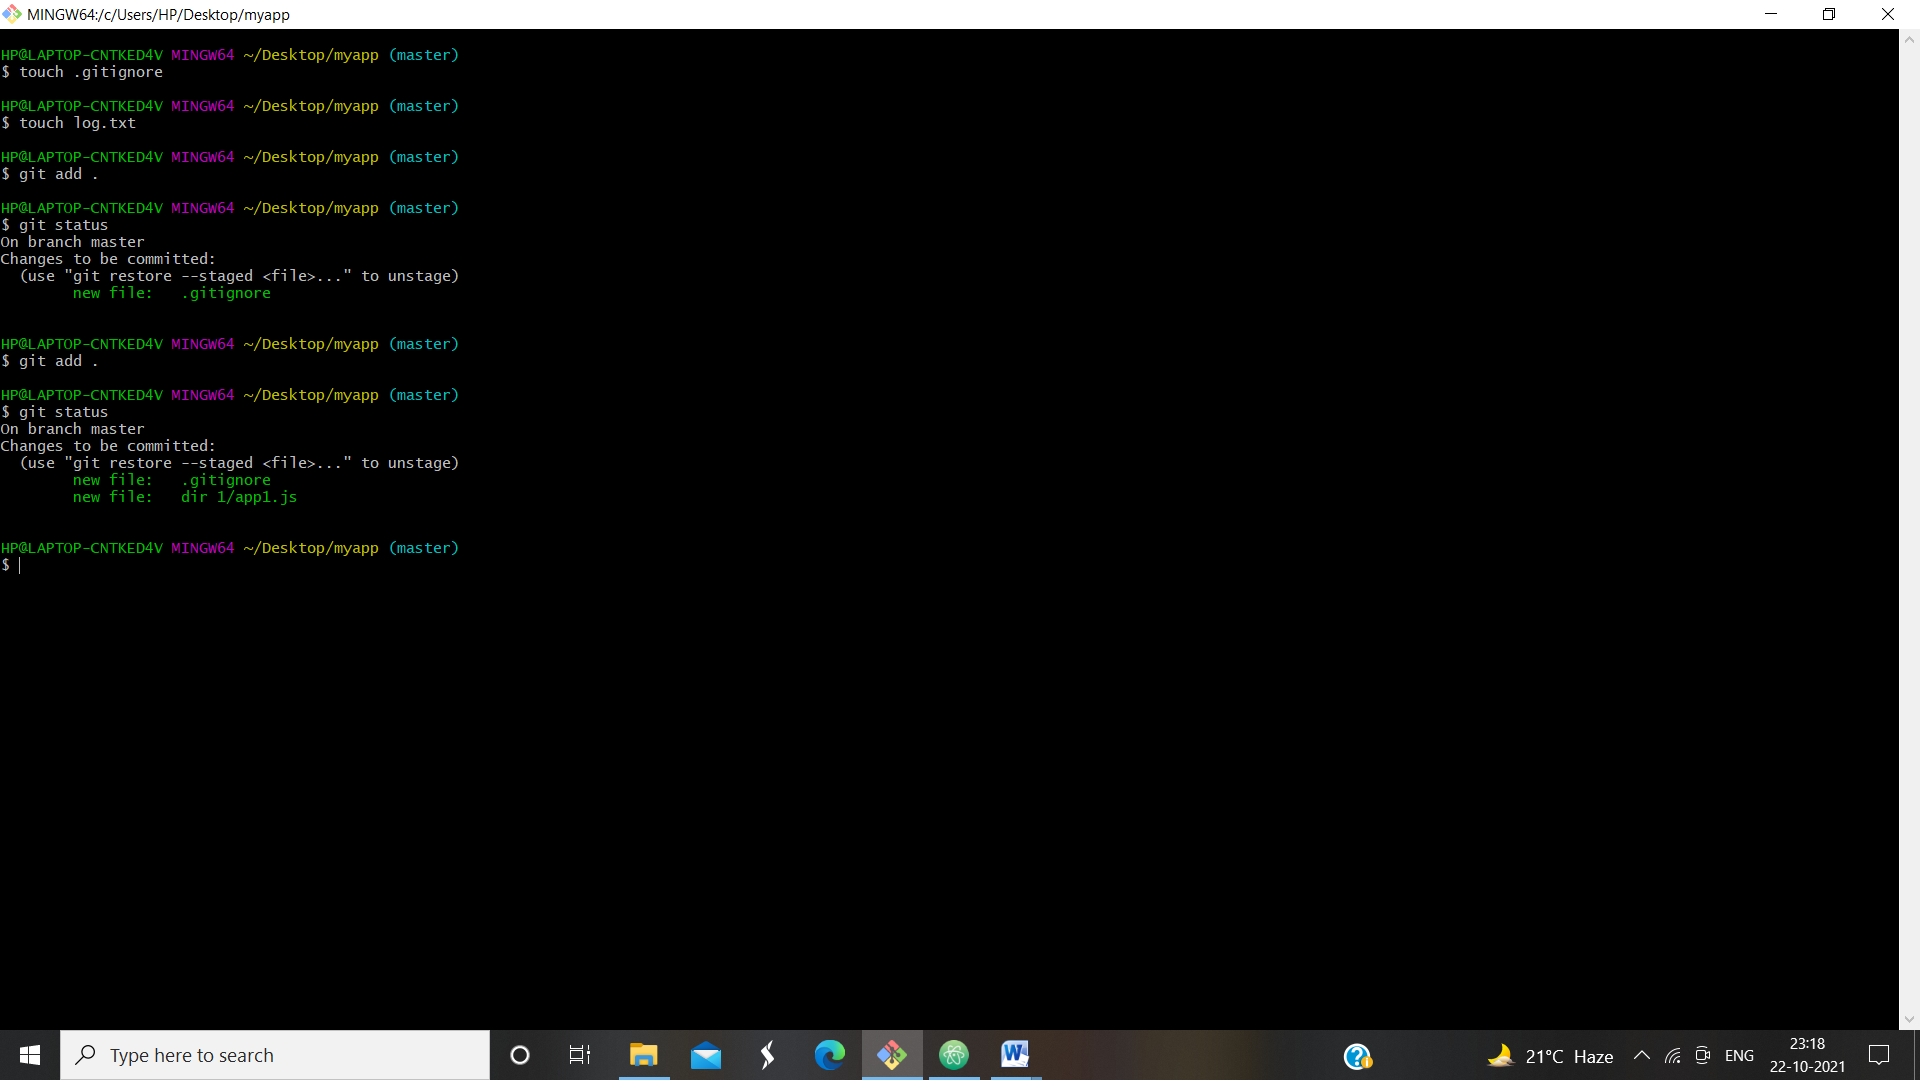 MINGW64:/c/Users/HP/Desktop/myapp
HP@LAPTOP-CNTKED4V MINGW64 ~/Desktop/myapp (master)
$ touch .gitignore
HP@LAPTOP-CNTKED4V MINGW64 ~/Desktop/myapp (master)
$ touch log.txt
HP@LAPTOP-CNTKED4V MINGW64 ~/Desktop/myapp (master)
$ git add .
HP@LAPTOP-CNTKED4V MINGW64 ~/Desktop/myapp (master)
$ git status
On branch master
Changes to be committed:
  (use "git restore --staged <file>..." to unstage)
        new file:   .gitignore
HP@LAPTOP-CNTKED4V MINGW64 ~/Desktop/myapp (master)
$ git add .
HP@LAPTOP-CNTKED4V MINGW64 ~/Desktop/myapp (master)
$ git status
On branch master
Changes to be committed:
  (use "git restore --staged <file>..." to unstage)
        new file:   .gitignore
        new file:   dir 1/app1.js
HP@LAPTOP-CNTKED4V MINGW64 ~/Desktop/myapp (master)
$
Type here to search
W
21°C Haze
ENG
23:18
22-10-2021